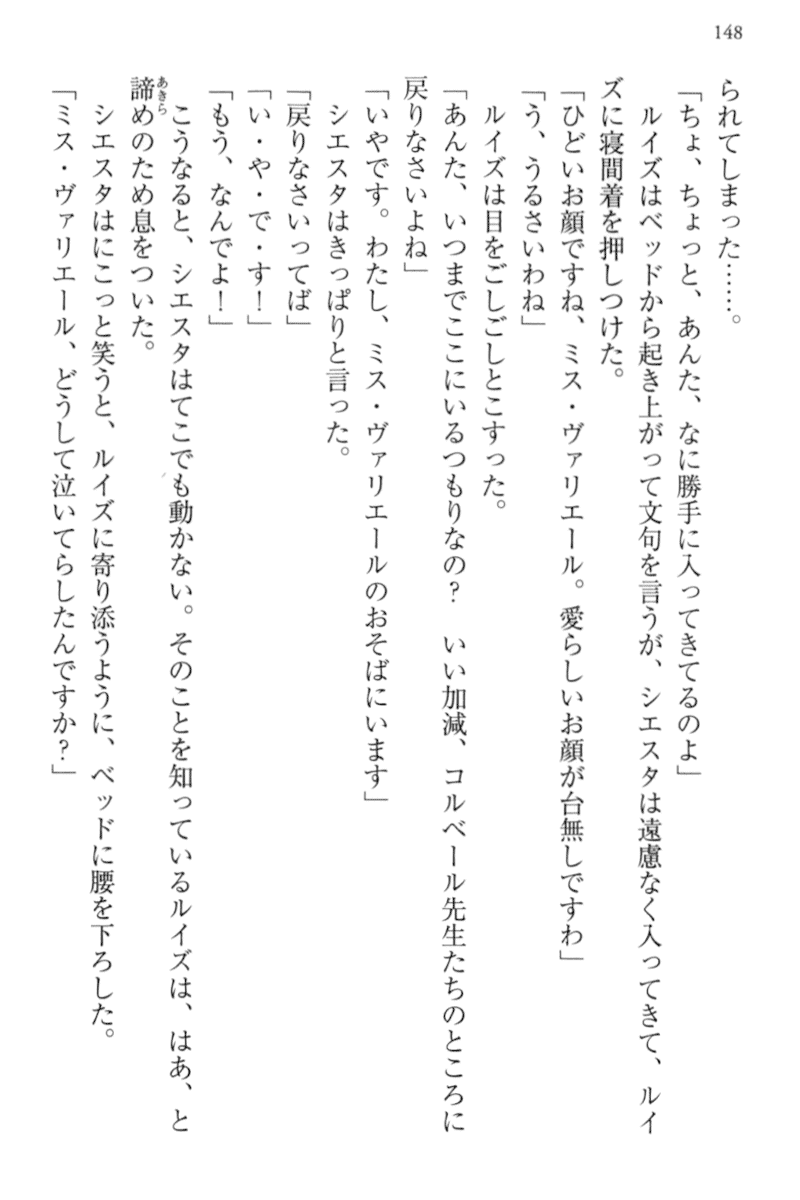 148
られてしまった……。
「ちょ、ちょっと、あんた、なに勝手に入ってきてるのよ」
ルイズはベッドから起き上がって文句を言うが、シエスタは遠慮なく入ってきて、ルイ
ズに寝間着を押しつけた。
「ひどいお顔ですね、ミス・ヴァリエール。愛らしいお顔が台無しですわ」
「う、うるさいわね」
ルイズは目をごしごしとこすった。
「あんた、いつまでここにいるつもりなの?　いい加減、コルベール先生たちのところに
戻りなさいよね」
「いやです。わたし、ミス・ヴァリエールのおそばにいます」
シエスタはきっぱりと言った。
「戻りなさいってば」
「い・や・で・す!」
「もう、なんでよ!」
こうなると、シエスタはてこでも動かない。そのことを知っているルイズは、はあ、と
あきら
諦めのため息をついた。
シエスタはにこっと笑うと、ルイズに寄り添うように、ベッドに腰を下ろした。
「ミス・ヴァリエール、どうして泣いてらしたんですか?」